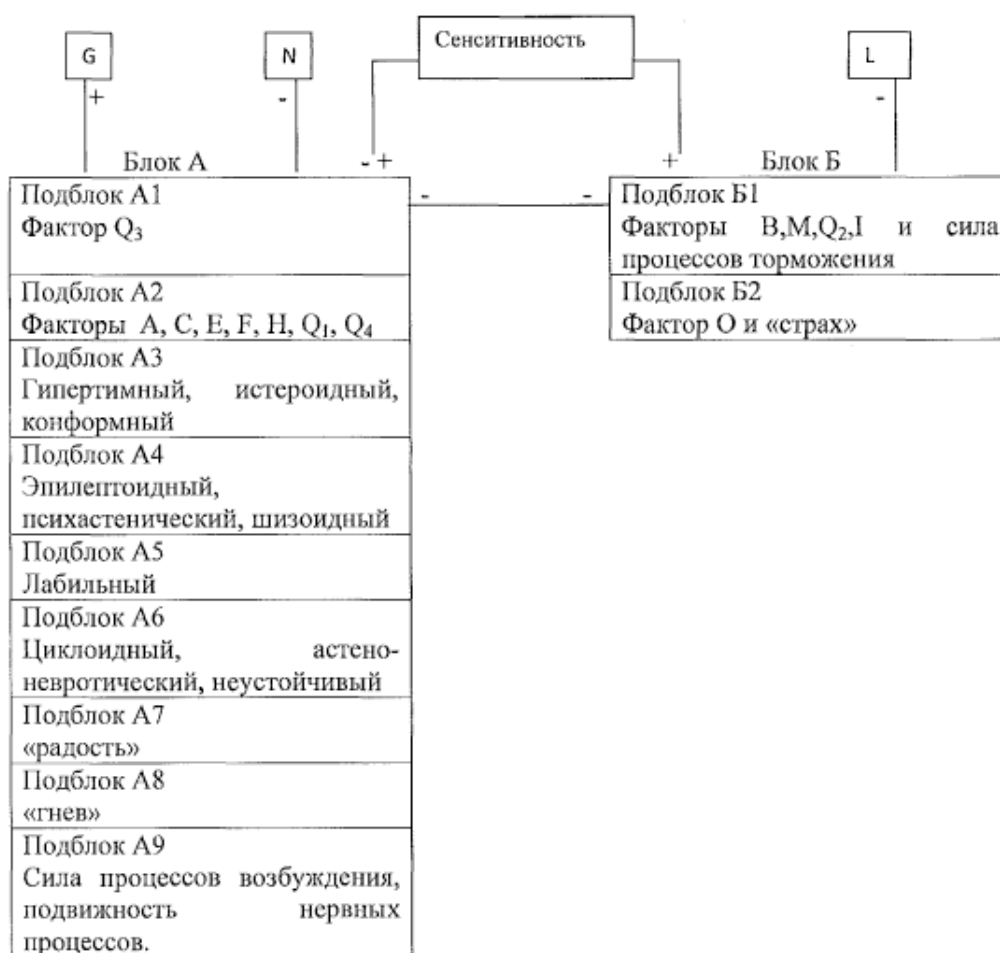 Сенситивность
G
N
L
+
-
-
Блок А
- +
+
Блок Б
Подблок А1
Фактор Q₃
-
-
Подблок Б1
Факторы B,M,Q₂,I и сила
процессов торможения
Подблок А2
Факторы А, С, Е, F, Н, Q₁, Q₄
Подблок Б2
Фактор О и «страх»
Подблок А3
Гипертимный, истероидный,
конформный
Подблок А4
Эпилептоидный,
психастенический, шизоидный
Подблок А5
Лабильный
Подблок А6
Циклоидный, астено-
невротический, неустойчивый
Подблок А7
«радость»
Подблок А8
«гнев»
Подблок А9
Сила процессов возбуждения,
подвижность нервных
процессов.